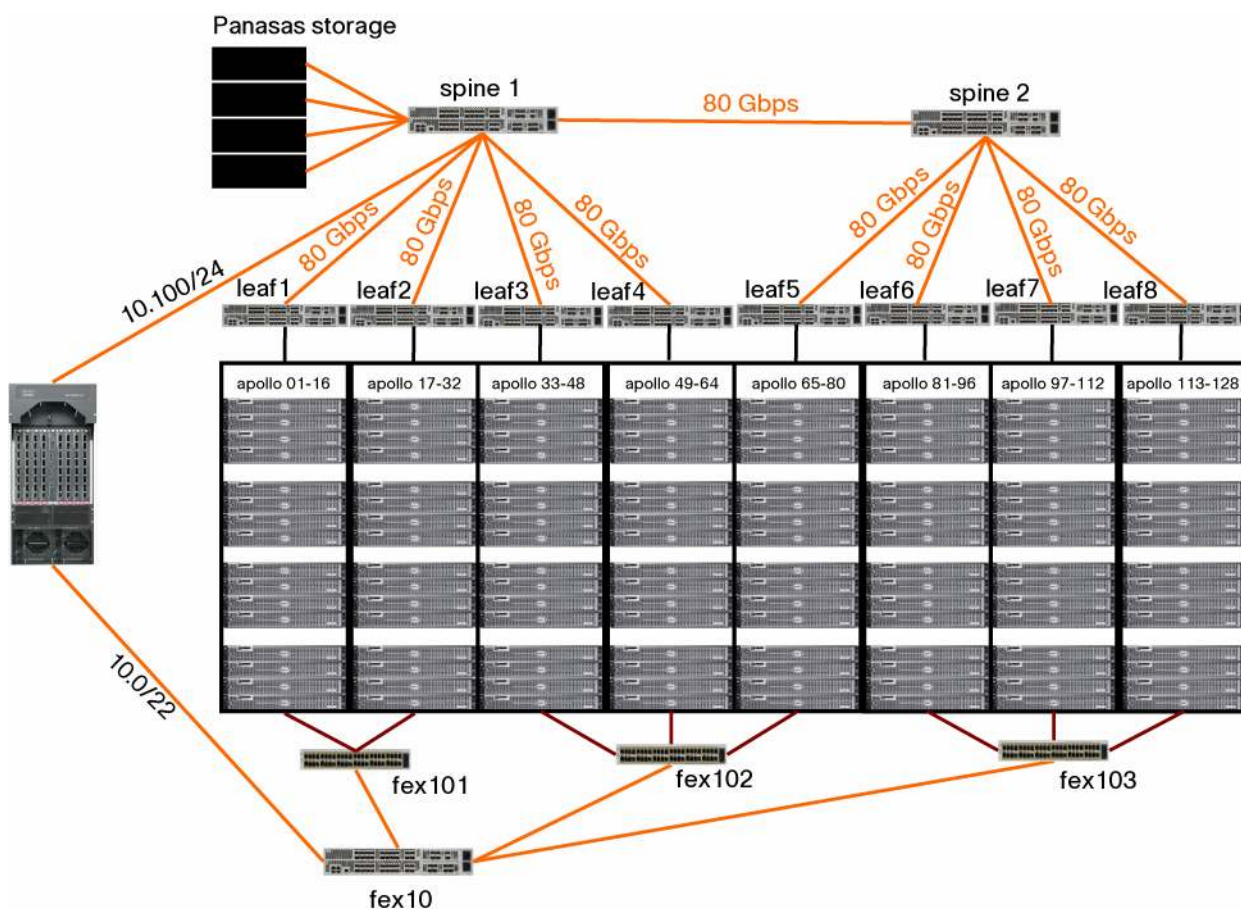 Panasas storage
spine 1
80 Gbps
spine 2
10.100/24
80 Gbps
80 Gbps
80 Gbps
80 Gbps
80 Gbps
80 Gbps
80 Gbps
80 Gbps
leaf1
leaf2
leaf3
leaf4
leaf5
leaf6
leaf7
leaf8
apollo 01-16
apollo 17-32
apollo 33-48
apollo 49-64
apollo 65-80
apollo 81-96
apollo 97-112
apollo 113-128
10.0/22
fex101
fex102
fex103
fex10